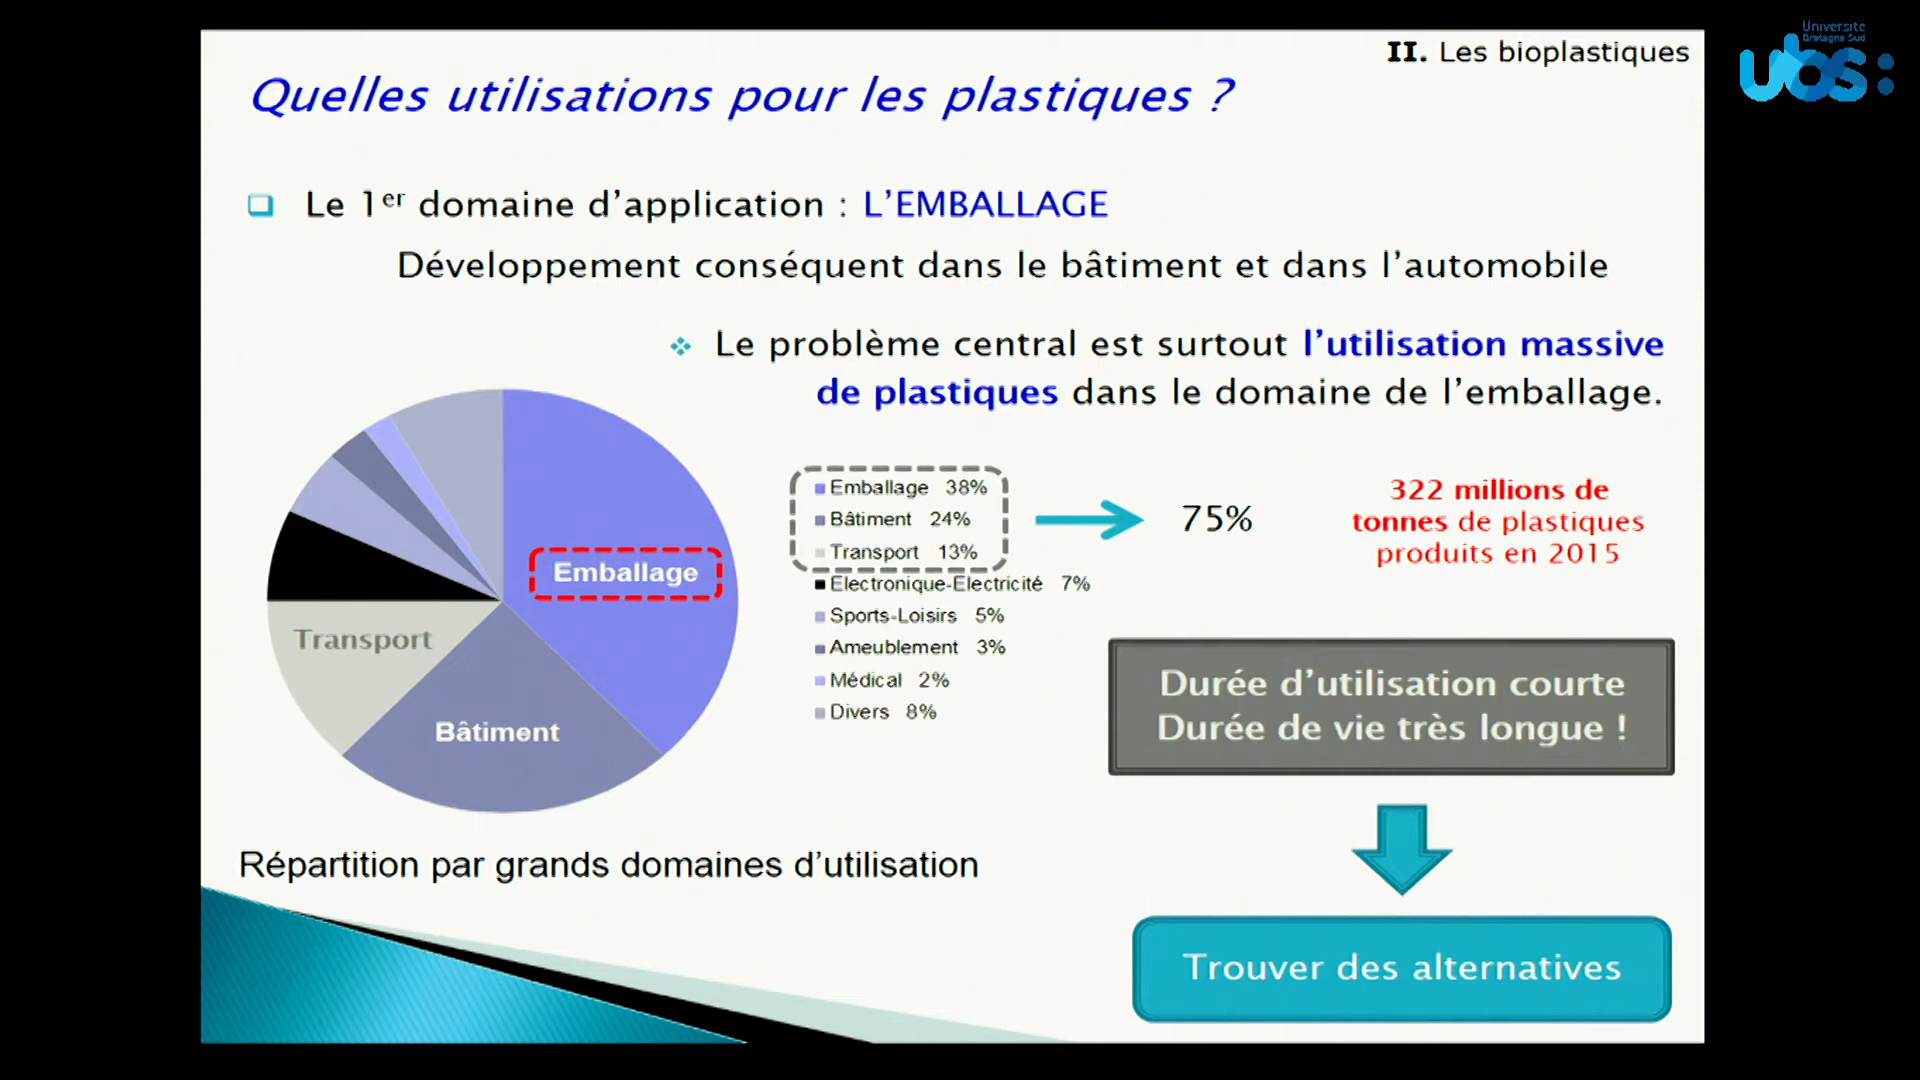 II. Les bioplastiques
Université
Bretagne Sud
ubs:
Quelles utilisations pour les plastiques ?
Le 1er domaine d’application : L’EMBALLAGE
Développement conséquent dans le bâtiment et dans l’automobile
Le problème central est surtout l’utilisation massive
de plastiques dans le domaine de l’emballage.
Emballage
Transport
Bâtiment
Emballage 38%
Bâtiment 24%
Transport 13%
Electronique-Electricité 7%
Sports-Loisirs 5%
Ameublement 3%
Médical 2%
Divers 8%
75%
322 millions de
tonnes de plastiques
produits en 2015
Durée d’utilisation courte
Durée de vie très longue !
Répartition par grands domaines d’utilisation
Trouver des alternatives